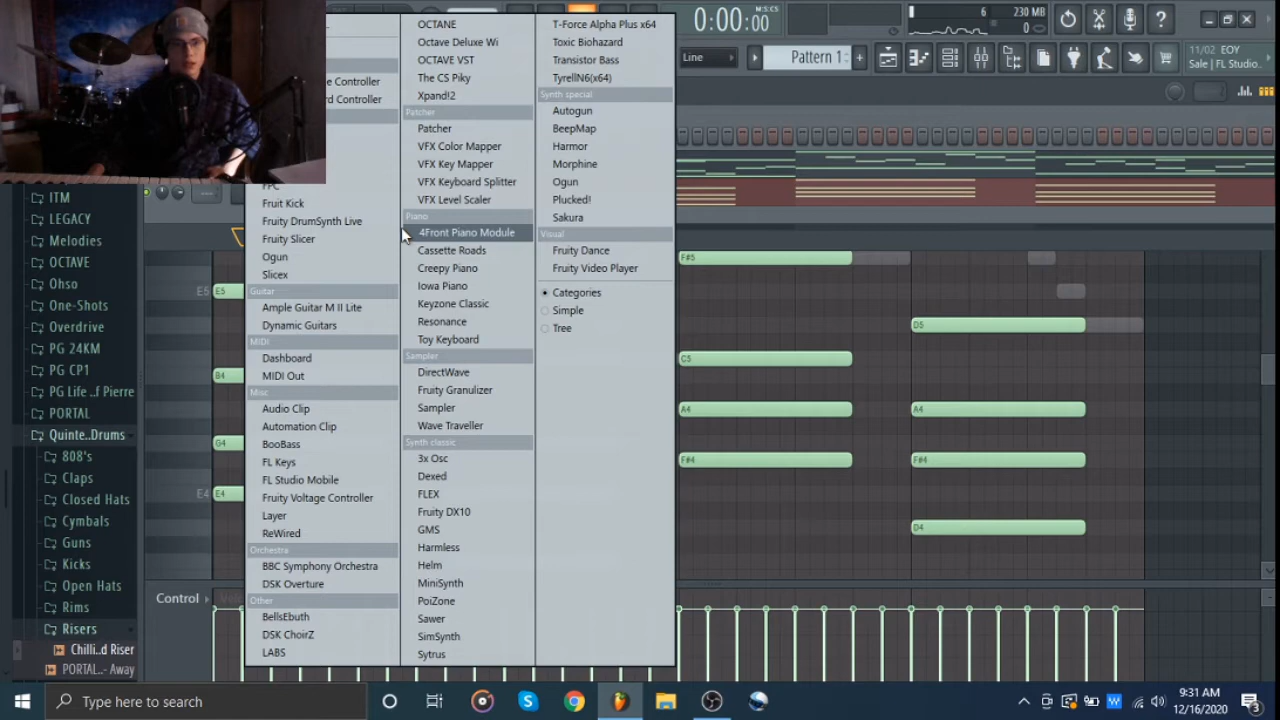 0:00:00
M:S:CS
6
230 MB
0
Line
Pattern 1
11/02 EOY
Sale | FL Studio..
ITM
LEGACY
Melodies
OCTAVE
Ohso
One-Shots
Overdrive
PG 24KM
PG CP1
PG Life ..f Pierre
PORTAL
Quinte..Drums
808's
Claps
Closed Hats
Cymbals
Guns
Kicks
Open Hats
Rims
Risers
Chilli..d Riser
PORTAL..- Away
FPC
Fruit Kick
Fruity DrumSynth Live
Fruity Slicer
Ogun
Slicex
Guitar
Ample Guitar M II Lite
Dynamic Guitars
MIDI
Dashboard
MIDI Out
Misc
Audio Clip
Automation Clip
BooBass
FL Keys
FL Studio Mobile
Fruity Voltage Controller
Layer
ReWired
Orchestra
BBC Symphony Orchestra
DSK Overture
Other
BellsEbuth
DSK ChoirZ
LABS
OCTANE
Octave Deluxe Wi
OCTAVE VST
The CS Piky
Xpand!2
Patcher
Patcher
VFX Color Mapper
VFX Key Mapper
VFX Keyboard Splitter
VFX Level Scaler
Piano
4Front Piano Module
Cassette Roads
Creepy Piano
Iowa Piano
Keyzone Classic
Resonance
Toy Keyboard
Sampler
DirectWave
Fruity Granulizer
Sampler
Wave Traveller
Synth classic
3x Osc
Dexed
FLEX
Fruity DX10
GMS
Harmless
Helm
MiniSynth
PoiZone
Sawer
SimSynth
Sytrus
T-Force Alpha Plus x64
Toxic Biohazard
Transistor Bass
TyrellN6(x64)
Synth special
Autogun
BeepMap
Harmor
Morphine
Ogun
Plucked!
Sakura
Visual
Fruity Dance
Fruity Video Player
Categories
Simple
Tree
E5
E5
B4
G4
E4
E4
F#5
C5
A4
F#4
D5
A4
F#4
D4
Control
Type here to search
9:31 AM
12/16/2020
3